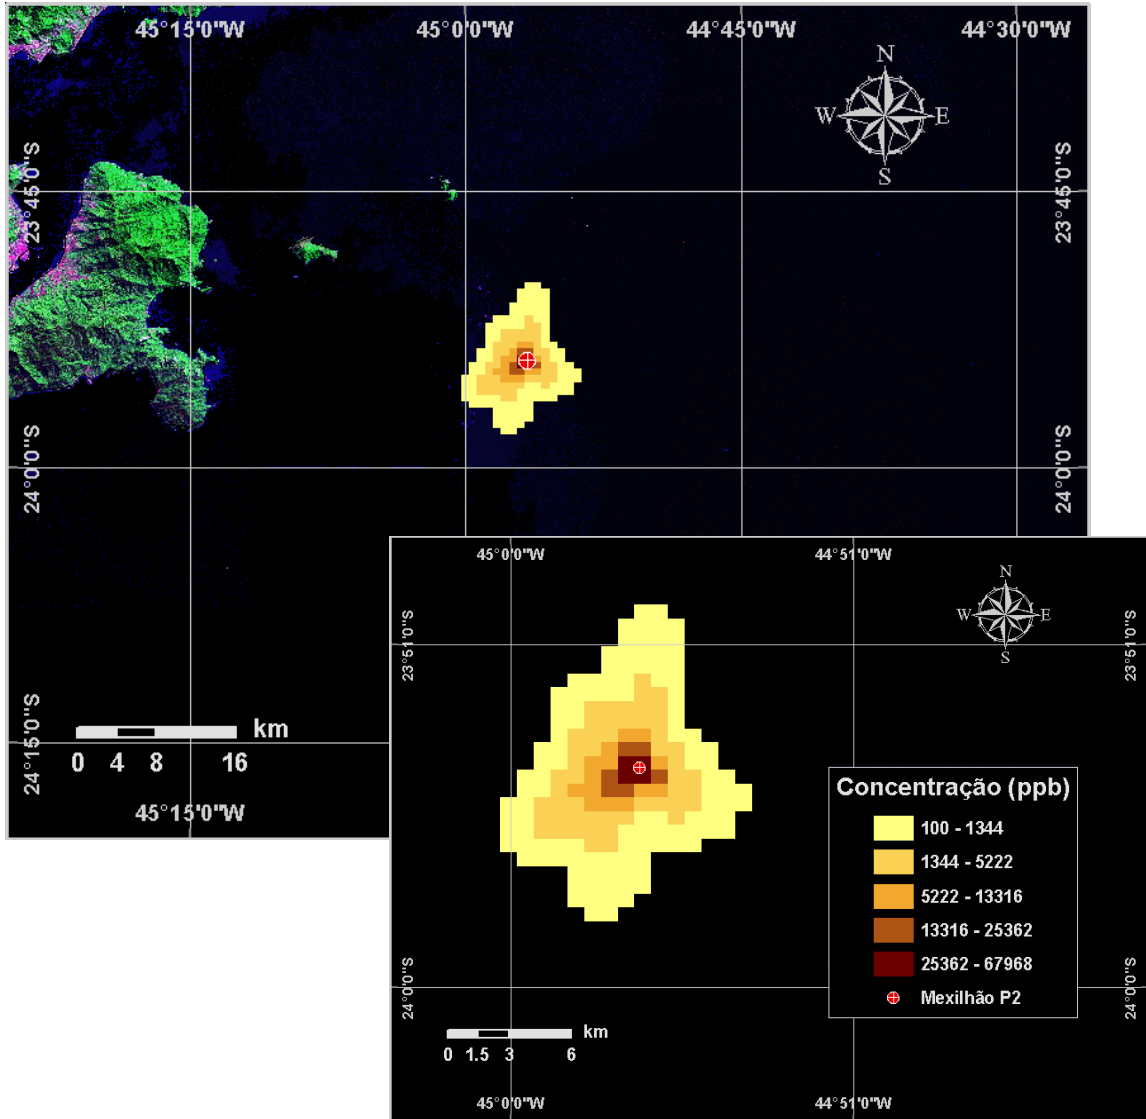 45°15'0"W 45°0'0"W 44°45'0"W 44°30'0"W
N
W E
S
23°45'0"S 23°45'0"S
24°0'0"S 24°0'0"S
24°15'0"S
km
0 4 8 16
45°15'0"W
45°0'0"W 44°51'0"W
N
W E
S
23°51'0"S 23°51'0"S
Concentração (ppb)
100 - 1344
1344 - 5222
5222 - 13316
13316 - 25362
25362 - 67968
Mexilhão P2
24°0'0"S 24°0'0"S
km
0 1.5 3 6
45°0'0"W 44°51'0"W